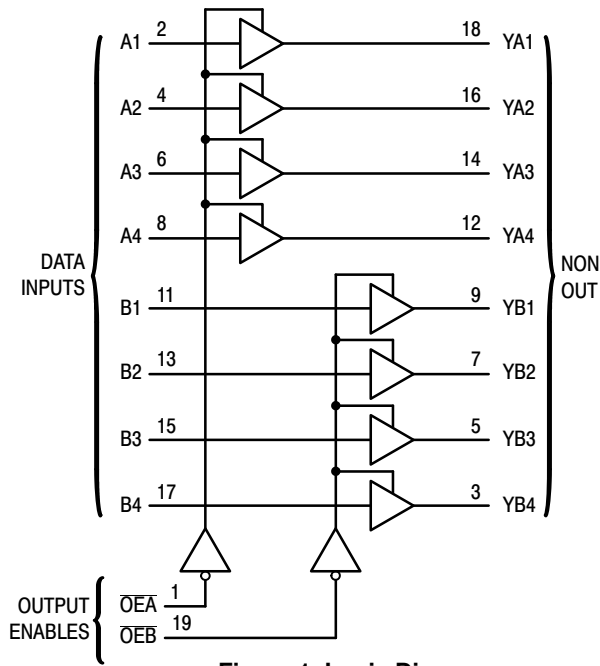 A1 2 18 YA1
A2 4 16 YA2
A3 6 14 YA3
A4 8 12 YA4
DATA
INPUTS
NON
OUT
B1 11 9 YB1
B2 13 7 YB2
B3 15 5 YB3
B4 17 3 YB4
OUTPUT
ENABLES
O̅E̅A̅ 1
O̅E̅B̅ 19